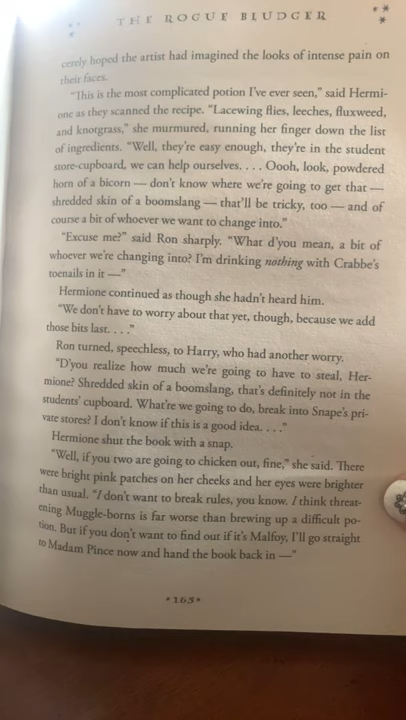 THE ROGUE BLUDGER
cerely hoped the artist had imagined the looks of intense pain on
their faces.
“This is the most complicated potion I’ve ever seen,” said Hermi-
one as they scanned the recipe. “Lacewing flies, leeches, fluxweed,
and knotgrass,” she murmured, running her finger down the list
of ingredients. “Well, they’re easy enough, they’re in the student
store-cupboard, we can help ourselves. . . . Oooh, look, powdered
horn of a bicorn — don’t know where we’re going to get that —
shredded skin of a boomslang — that’ll be tricky, too — and of
course a bit of whoever we want to change into.”
“Excuse me?” said Ron sharply. “What d’you mean, a bit of
whoever we’re changing into? I’m drinking nothing with Crabbe’s
toenails in it —”
Hermione continued as though she hadn’t heard him.
“We don’t have to worry about that yet, though, because we add
those bits last. . . .”
Ron turned, speechless, to Harry, who had another worry.
“D’you realize how much we’re going to have to steal, Her-
mione? Shredded skin of a boomslang, that’s definitely not in the
students’ cupboard. What’re we going to do, break into Snape’s pri-
vate stores? I don’t know if this is a good idea. . . .”
Hermione shut the book with a snap.
“Well, if you two are going to chicken out, fine,” she said. There
were bright pink patches on her cheeks and her eyes were brighter
than usual. “I don’t want to break rules, you know. I think threat-
ening Muggle-borns is far worse than brewing up a difficult po-
tion. But if you don’t want to find out if it’s Malfoy, I’ll go straight
to Madam Pince now and hand the book back in —”
* 165 *